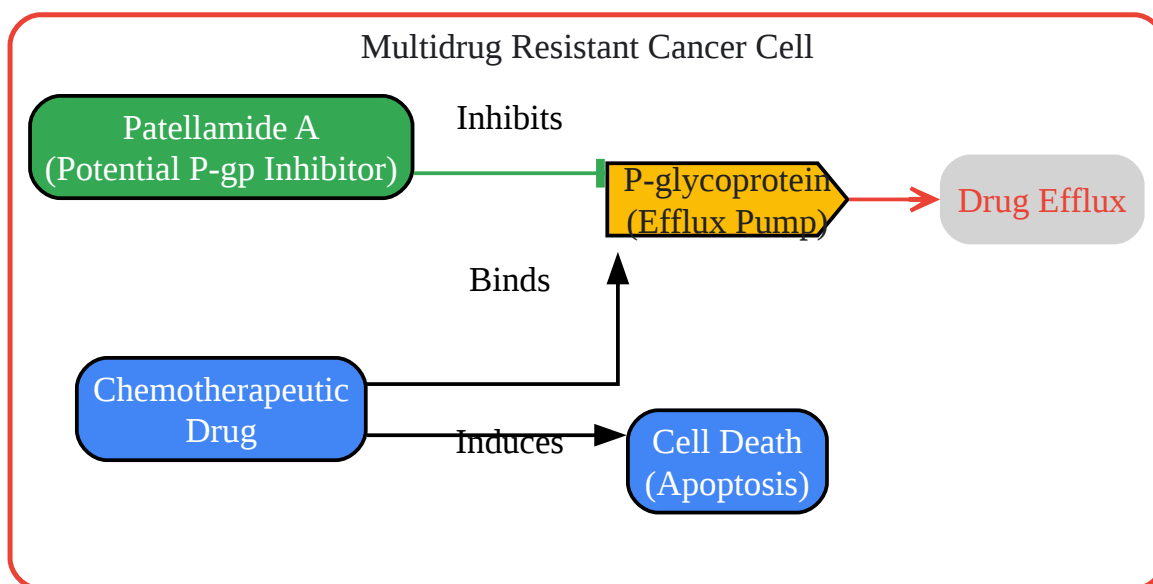 Multidrug Resistant Cancer Cell
Patellamide A
(Potential P-gp Inhibitor)
Inhibits
P-glycoprotein
(Efflux Pump)
Drug Efflux
Binds
Chemotherapeutic
Drug
Induces
Cell Death
(Apoptosis)